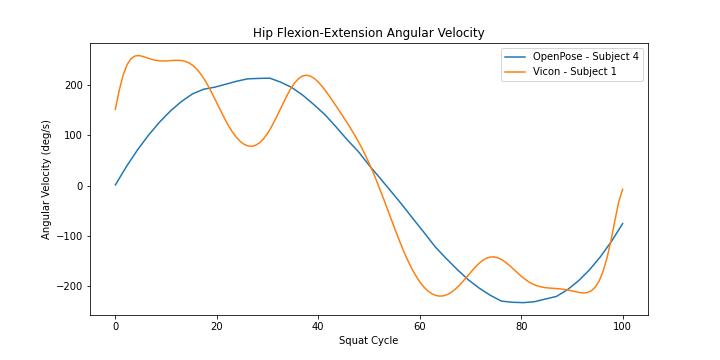 Hip Flexion-Extension Angular Velocity
OpenPose - Subject 4
Vicon - Subject 1
200
100
0
−100
−200
Angular Velocity (deg/s)
0 20 40 60 80 100
Squat Cycle